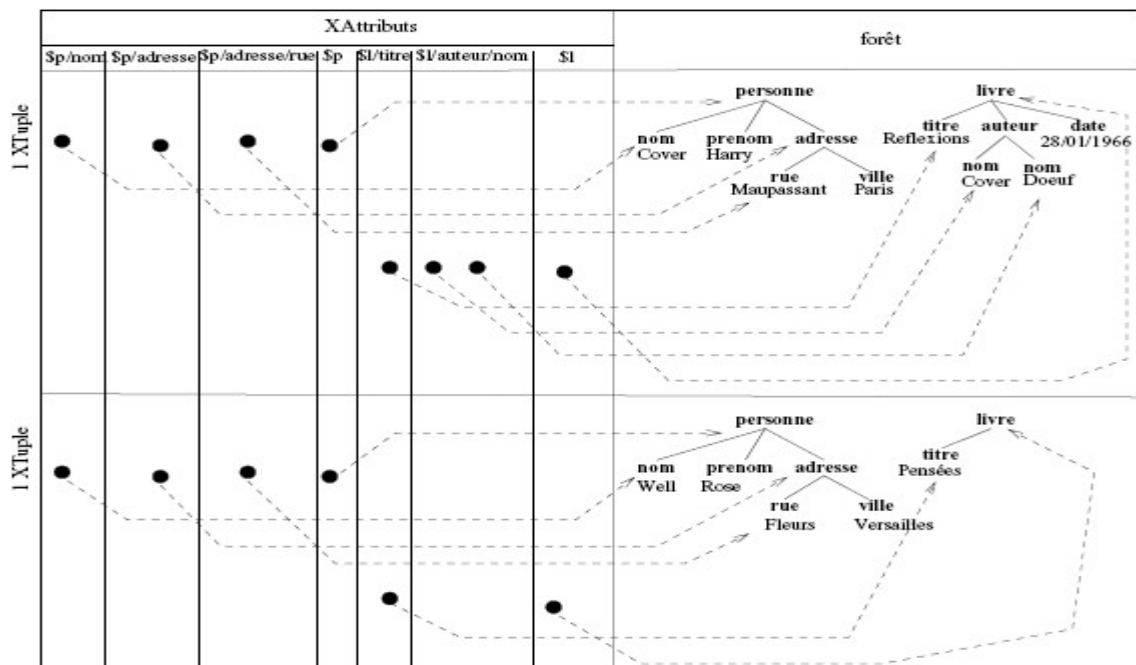 XAttributs
forêt
$p/nom $p/adresse $p/adresse/rue $p $l/titre $l/auteur/nom $l
1 XTuple
personne livre
nom prenom adresse titre auteur date
Cover Harry Reflexions 28/01/1966
rue ville nom nom
Maupassant Paris Cover Doeuf
1 XTuple
personne livre
nom prenom adresse titre
Well Rose Pensées
rue ville
Fleurs Versailles